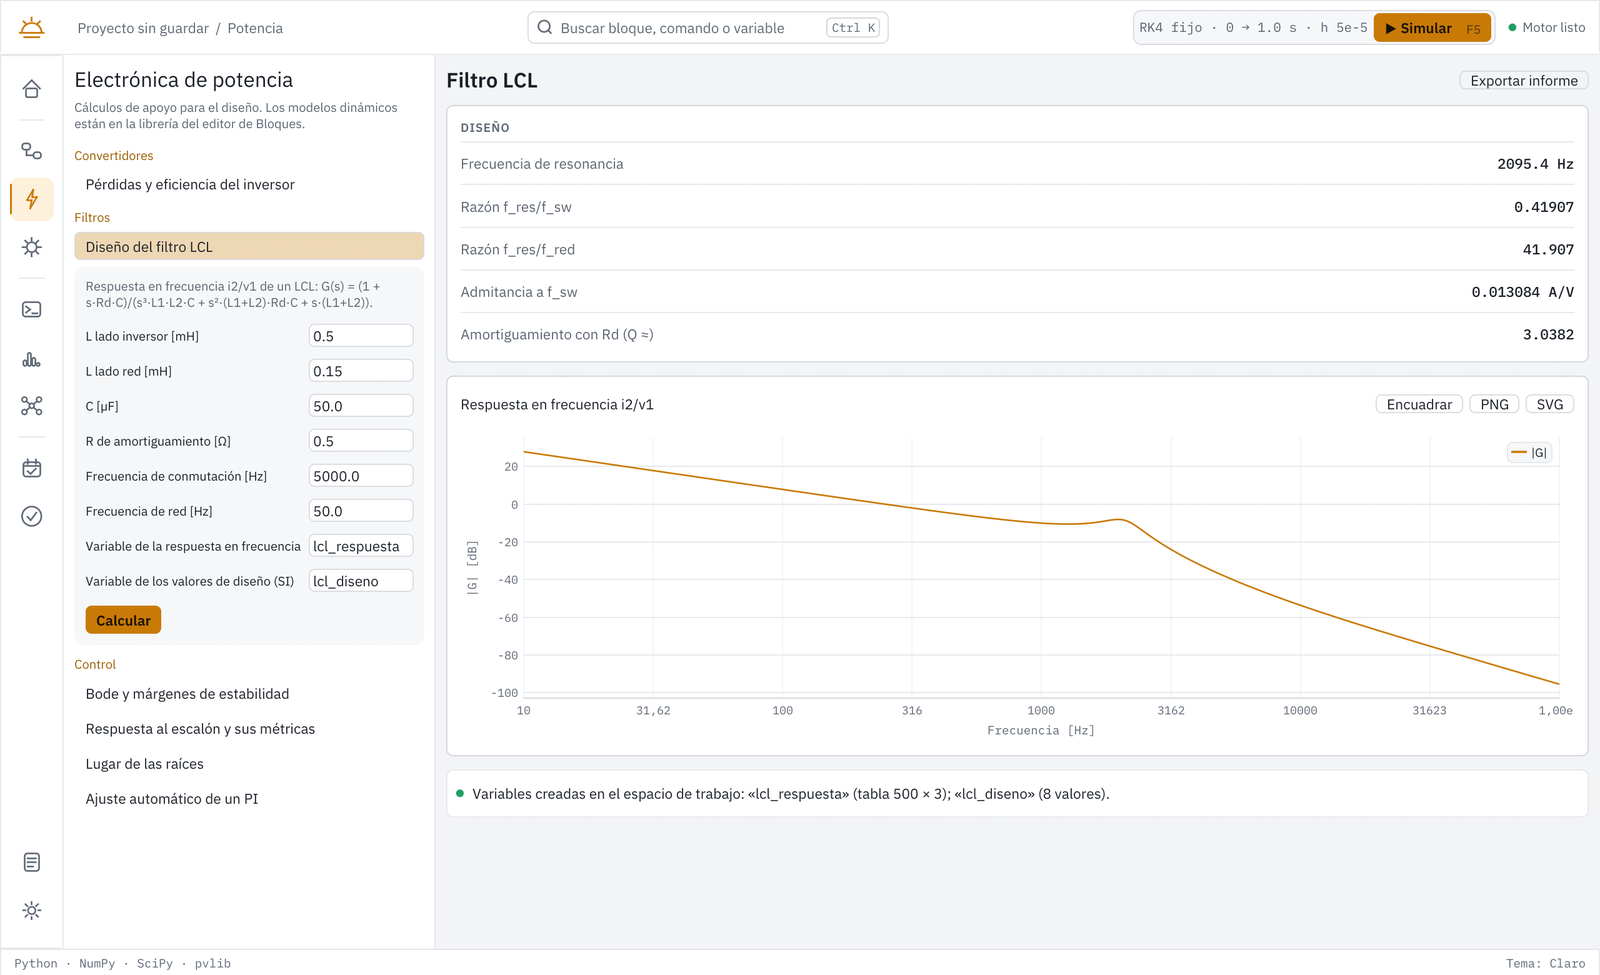 Proyecto sin guardar / Potencia
Buscar bloque, comando o variable
Ctrl K
RK4 fijo · 0 → 1.0 s · h 5e-5
▶ Simular F5
Motor listo
Electrónica de potencia
Cálculos de apoyo para el diseño. Los modelos dinámicos
están en la librería del editor de Bloques.
Convertidores
Pérdidas y eficiencia del inversor
Filtros
Diseño del filtro LCL
Respuesta en frecuencia i2/v1 de un LCL: G(s) = (1 +
s·Rd·C)/(s³·L1·L2·C + s²·(L1+L2)·Rd·C + s·(L1+L2)).
L lado inversor [mH] 0.5
L lado red [mH] 0.15
C [µF] 50.0
R de amortiguamiento [Ω] 0.5
Frecuencia de conmutación [Hz] 5000.0
Frecuencia de red [Hz] 50.0
Variable de la respuesta en frecuencia lcl_respuesta
Variable de los valores de diseño (SI) lcl_diseno
Calcular
Control
Bode y márgenes de estabilidad
Respuesta al escalón y sus métricas
Lugar de las raíces
Ajuste automático de un PI
Filtro LCL
Exportar informe
DISEÑO
Frecuencia de resonancia 2095.4 Hz
Razón f_res/f_sw 0.41907
Razón f_res/f_red 41.907
Admitancia a f_sw 0.013084 A/V
Amortiguamiento con Rd (Q ≈) 3.0382
Respuesta en frecuencia i2/v1
Encuadrar PNG SVG
|G|
|G| [dB]
20
0
-20
-40
-60
-80
-100
10 31,62 100 316 1000 3162 10000 31623 1,00e
Frecuencia [Hz]
Variables creadas en el espacio de trabajo: «lcl_respuesta» (tabla 500 × 3); «lcl_diseno» (8 valores).
Python · NumPy · SciPy · pvlib
Tema: Claro